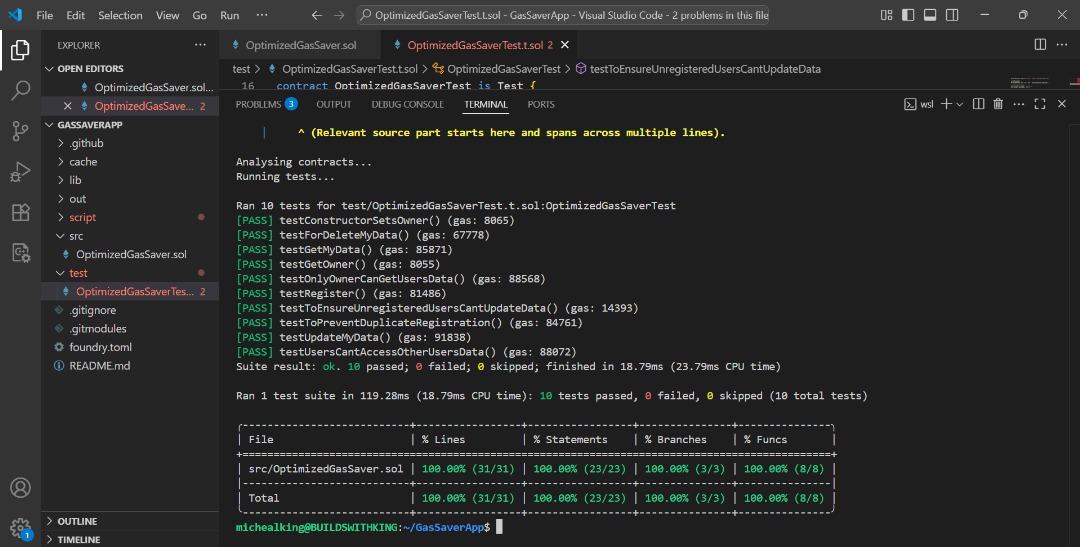 File Edit Selection View Go Run ··· ← → OptimizedGasSaverTest.t.sol - GasSaverApp - Visual Studio Code - 2 problems in this file
EXPLORER ···
OptimizedGasSaver.sol OptimizedGasSaverTest.t.sol 2 ×
OPEN EDITORS
test > OptimizedGasSaverTest.t.sol > OptimizedGasSaverTest > testToEnsureUnregisteredUsersCantUpdateData
OptimizedGasSaver.sol...
16 contract OptimizedGasSaverTest is Test {
× OptimizedGasSave... 2
PROBLEMS 3 OUTPUT DEBUG CONSOLE TERMINAL PORTS wsl
GASSAVERAPP
.github
cache
lib
out
script
src
OptimizedGasSaver.sol
test
OptimizedGasSaverTes... 2
.gitignore
.gitmodules
foundry.toml
README.md
OUTLINE
TIMELINE
1
| ^ (Relevant source part starts here and spans across multiple lines).
Analysing contracts...
Running tests...
Ran 10 tests for test/OptimizedGasSaverTest.t.sol:OptimizedGasSaverTest
[PASS] testConstructorSetsOwner() (gas: 8065)
[PASS] testForDeleteMyData() (gas: 67778)
[PASS] testGetMyData() (gas: 85871)
[PASS] testGetOwner() (gas: 8055)
[PASS] testOnlyOwnerCanGetUsersData() (gas: 88568)
[PASS] testRegister() (gas: 81486)
[PASS] testToEnsureUnregisteredUsersCantUpdateData() (gas: 14393)
[PASS] testToPreventDuplicateRegistration() (gas: 84761)
[PASS] testUpdateMyData() (gas: 91838)
[PASS] testUsersCantAccessOtherUsersData() (gas: 88072)
Suite result: ok. 10 passed; 0 failed; 0 skipped; finished in 18.79ms (23.79ms CPU time)
Ran 1 test suite in 119.28ms (18.79ms CPU time): 10 tests passed, 0 failed, 0 skipped (10 total tests)
| File | % Lines | % Statements | % Branches | % Funcs |
| src/OptimizedGasSaver.sol | 100.00% (31/31) | 100.00% (23/23) | 100.00% (3/3) | 100.00% (8/8) |
| Total | 100.00% (31/31) | 100.00% (23/23) | 100.00% (3/3) | 100.00% (8/8) |
michealking@BUILDSWITHKING:~/GasSaverApp$